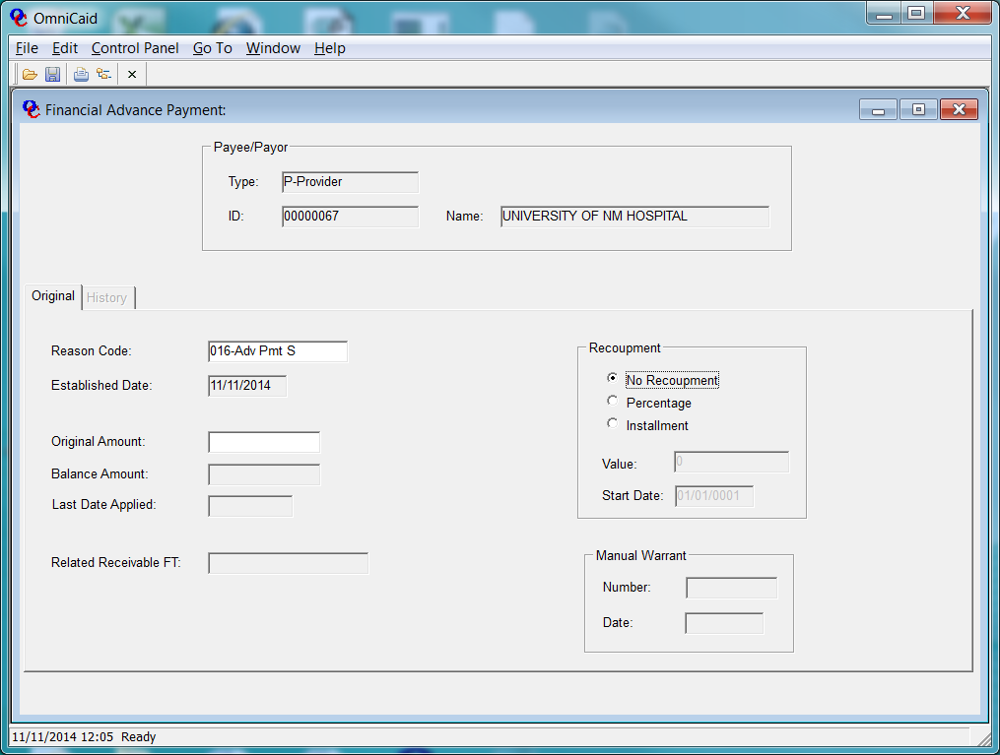 OmniCaid
File Edit Control Panel Go To Window Help
Financial Advance Payment:
Payee/Payor
Type: P-Provider
ID: 00000067 Name: UNIVERSITY OF NM HOSPITAL
Original History
Reason Code: 016-Adv Pmt S
Established Date: 11/11/2014
Original Amount:
Balance Amount:
Last Date Applied:
Related Receivable FT:
Recoupment
No Recoupment
Percentage
Installment
Value: 0
Start Date: 01/01/0001
Manual Warrant
Number:
Date:
11/11/2014 12:05 Ready